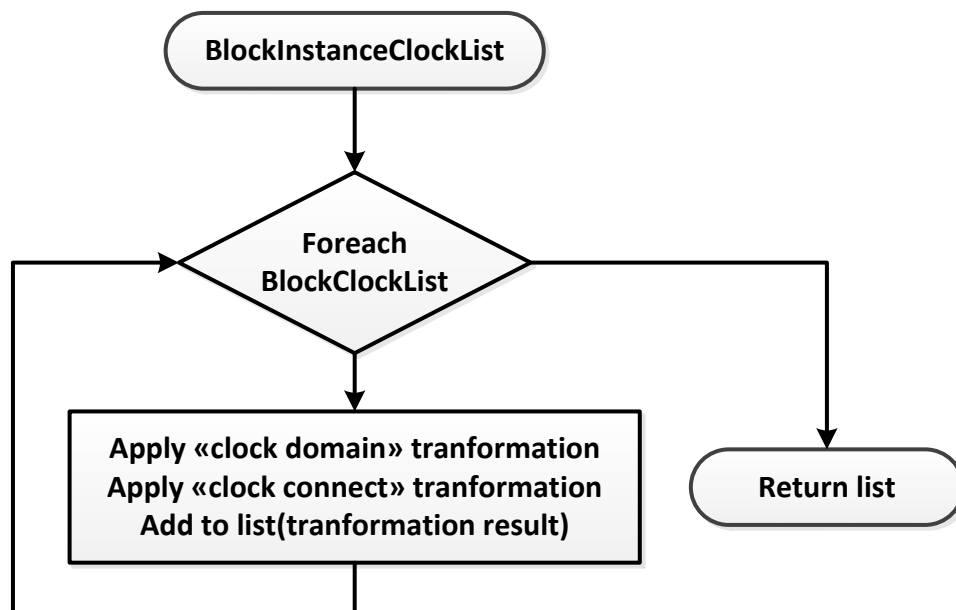 BlockInstanceClockList
Foreach
BlockClockList
Apply «clock domain» tranformation
Apply «clock connect» tranformation
Add to list(tranformation result)
Return list